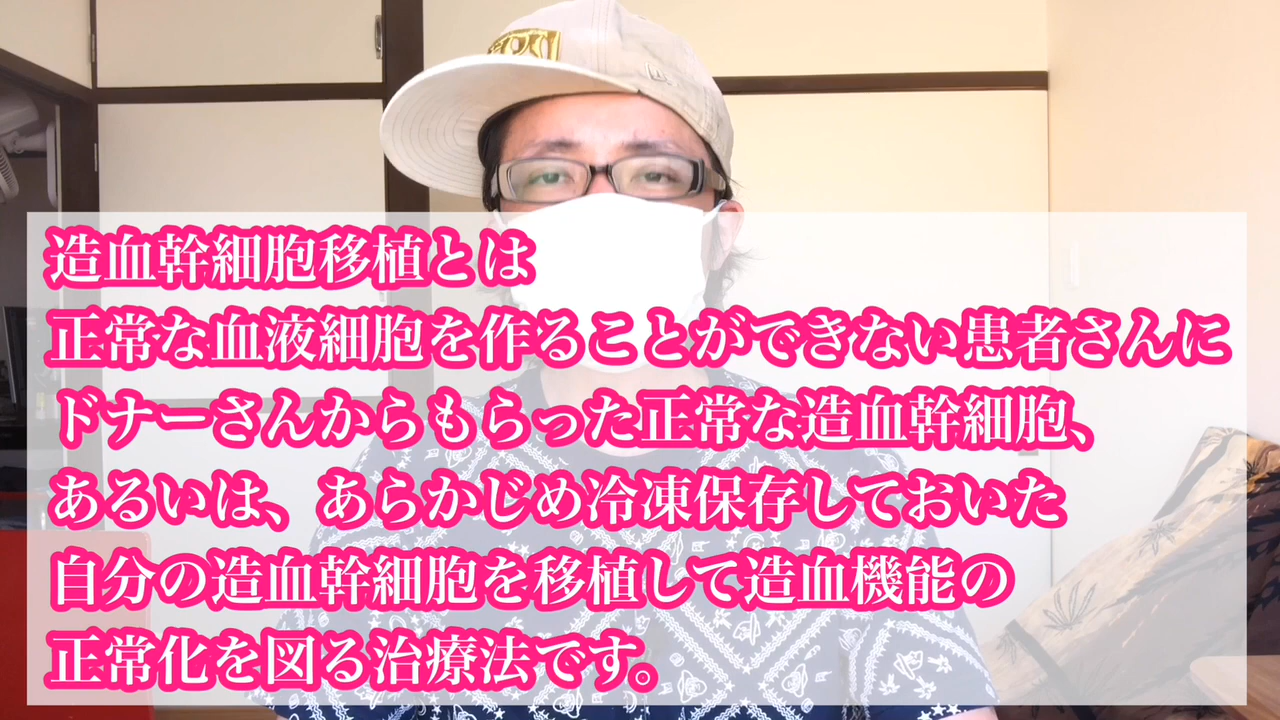 造血幹細胞移植とは
正常な血液細胞を作ることができない患者さんに
ドナーさんからもらった正常な造血幹細胞、
あるいは、あらかじめ冷凍保存しておいた
自分の造血幹細胞を移植して造血機能の
正常化を図る治療法です。